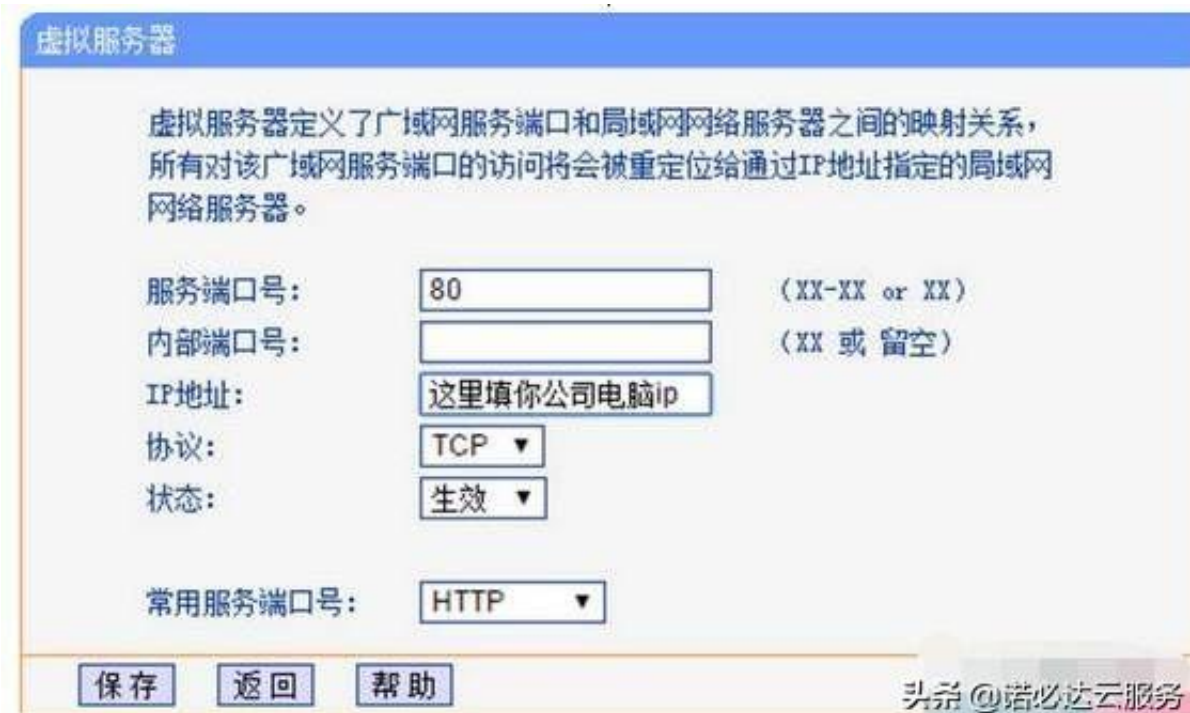 虚拟服务器
虚拟服务器定义了广域网服务端口和局域网网络服务器之间的映射关系，
所有对该广域网服务端口的访问将会被重定位给通过IP地址指定的局域网
网络服务器。
服务端口号： 80 (XX-XX or XX)
内部端口号： (XX 或 留空)
IP地址： 这里填你公司电脑ip
协议： TCP
状态： 生效
常用服务端口号： HTTP
保存 返回 帮助
头条 @诺必达云服务